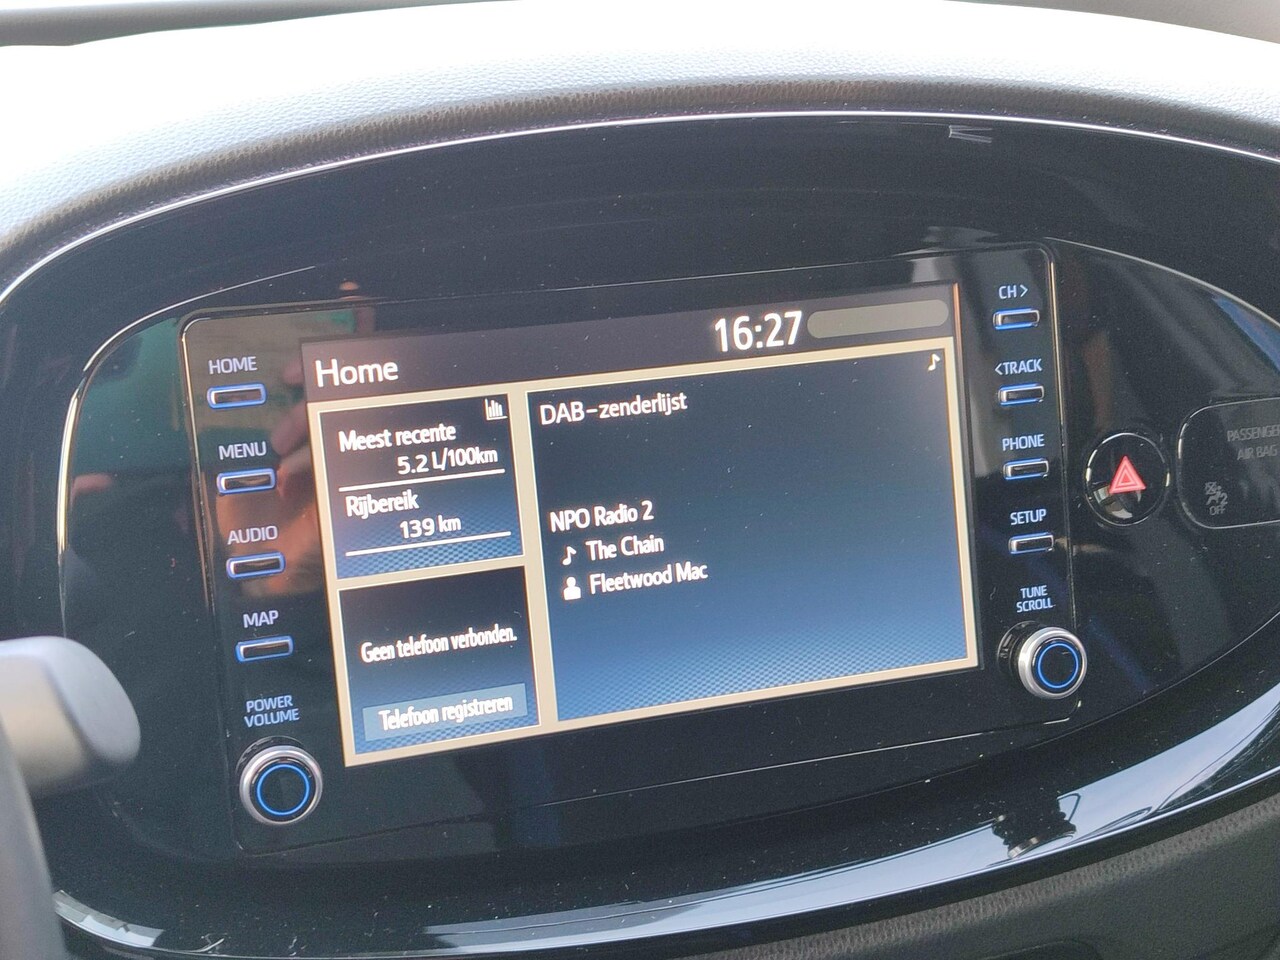 HOME
MENU
AUDIO
MAP
POWER
VOLUME
Home
16:27
Meest recente
5.2 L/100km
Rijbereik
139 km
Geen telefoon verbonden.
Telefoon registreren
DAB-zenderlijst
NPO Radio 2
The Chain
Fleetwood Mac
CH >
< TRACK
PHONE
SETUP
TUNE
SCROLL
PASSENGER
AIR BAG
2
OFF